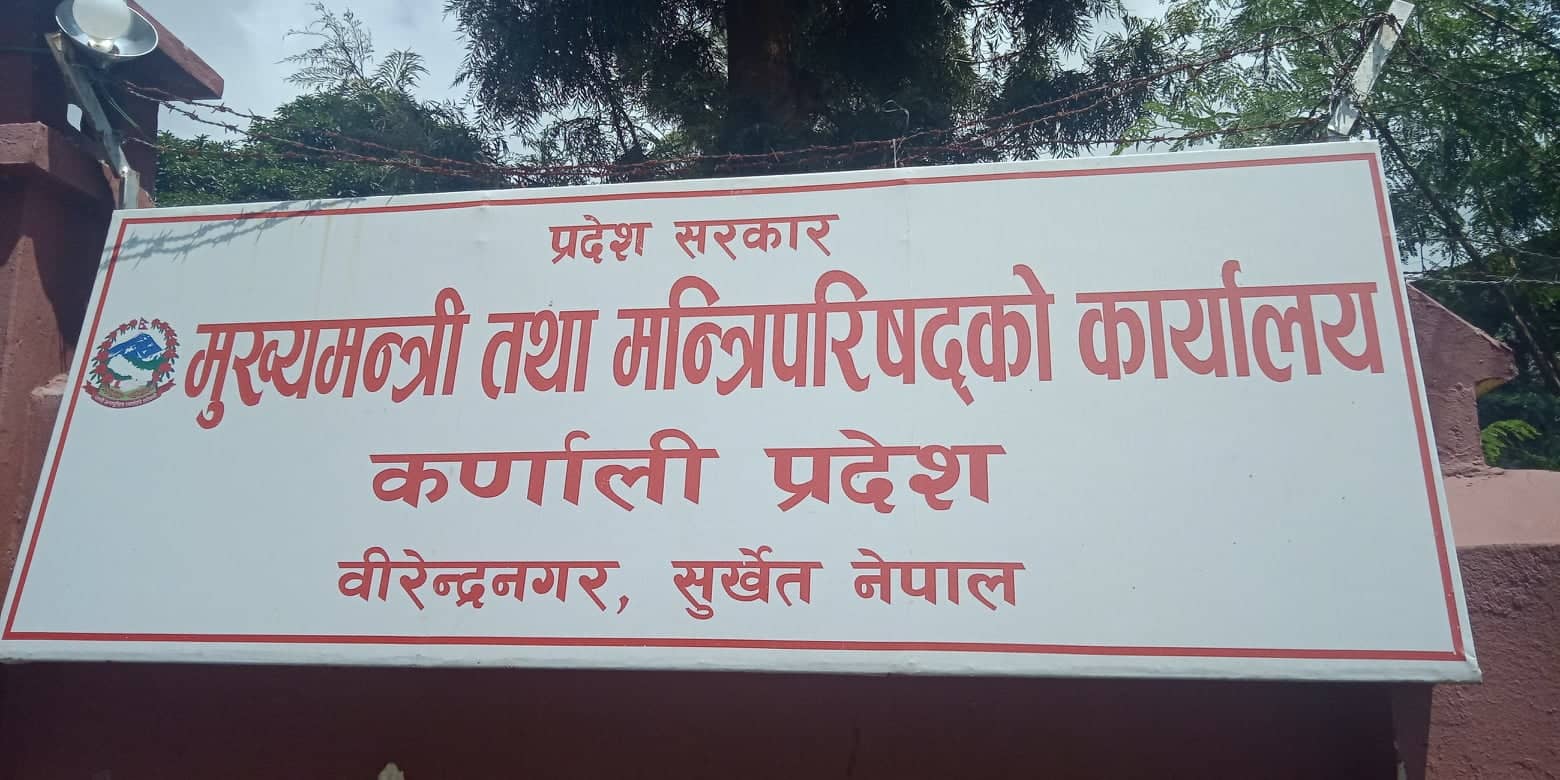 प्रदेश सरकार
मुख्यमन्त्री तथा मन्त्रिपरिषद्को कार्यालय
कर्णाली प्रदेश
वीरेन्द्रनगर, सुर्खेत नेपाल